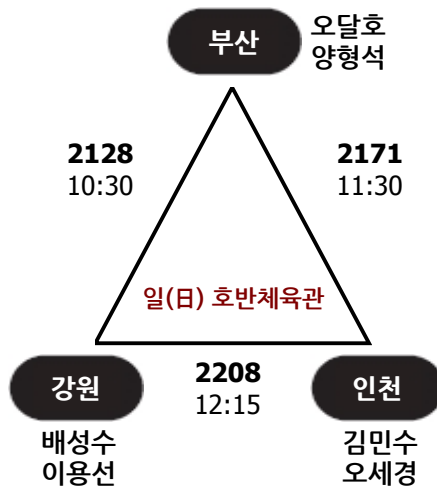 부산
오달호
양형석
2128
10:30
2171
11:30
일(日) 호반체육관
강원
2208
12:15
인천
배성수
이용선
김민수
오세경